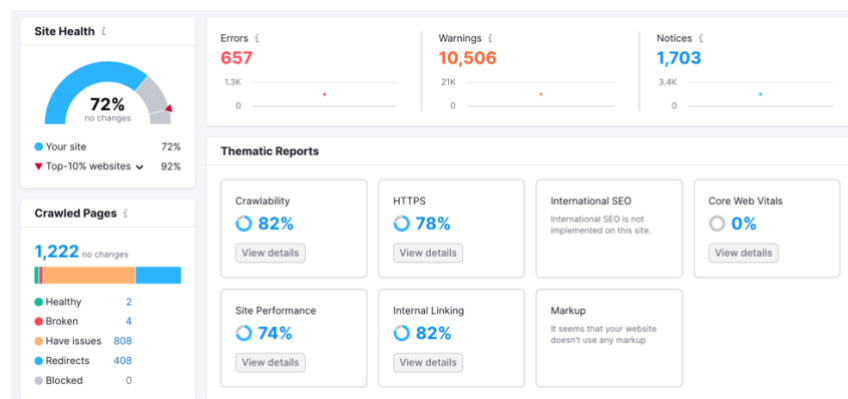 Site Health i
72%
no changes
Your site 72%
Top-10% websites 92%
Crawled Pages i
1,222 no changes
Healthy 2
Broken 4
Have issues 808
Redirects 408
Blocked 0
Errors i
657
1.3K
0
Warnings i
10,506
21K
0
Notices i
1,703
3.4K
0
Thematic Reports
Crawlability
82%
View details
HTTPS
78%
View details
International SEO
International SEO is not
implemented on this site.
Core Web Vitals
0%
View details
Site Performance
74%
View details
Internal Linking
82%
View details
Markup
It seems that your website
doesn't use any markup